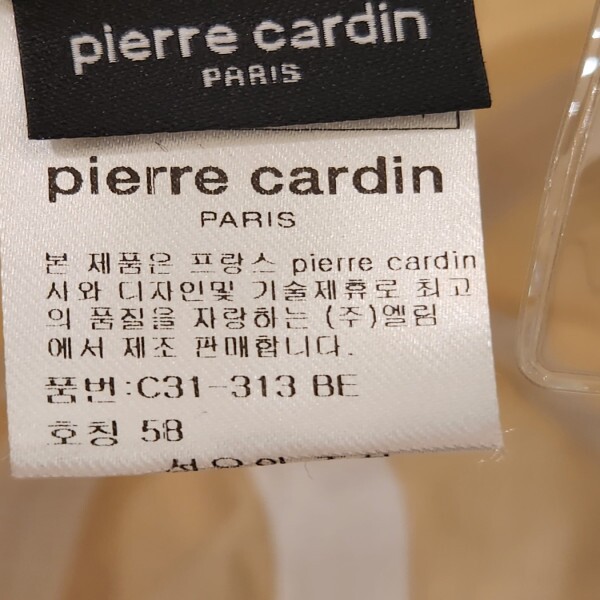 pierre cardin
PARIS
pierre cardin
PARIS
본 제품은 프랑스 pierre cardin
사와 디자인및 기술제휴로 최고
의 품질을 자랑하는 (주)엘림
에서 제조 판매합니다.
품번:C31-313 BE
호칭 58